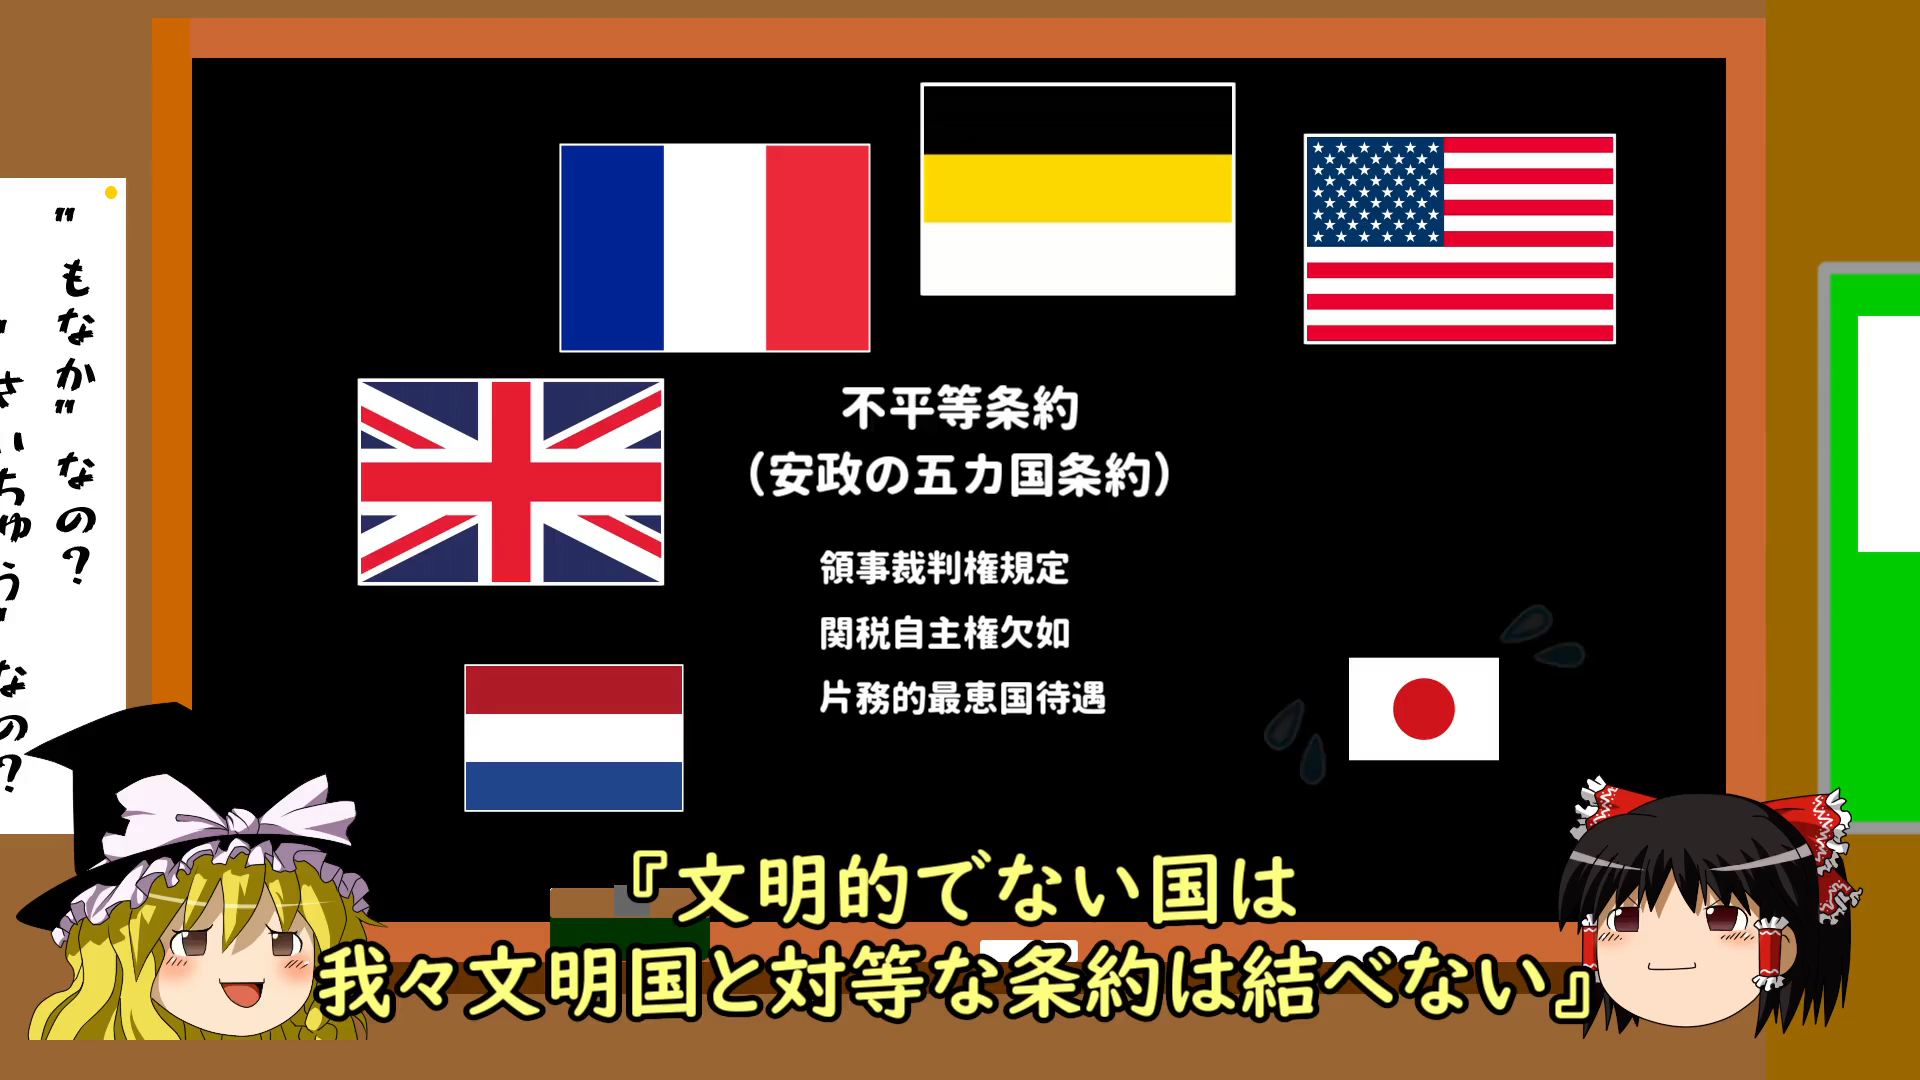 不平等条約
（安政の五カ国条約）
領事裁判権規定
関税自主権欠如
片務的最恵国待遇
"もなか"なの？
"さいちゅう"なの？
『文明的でない国は
我々文明国と対等な条約は結べない』